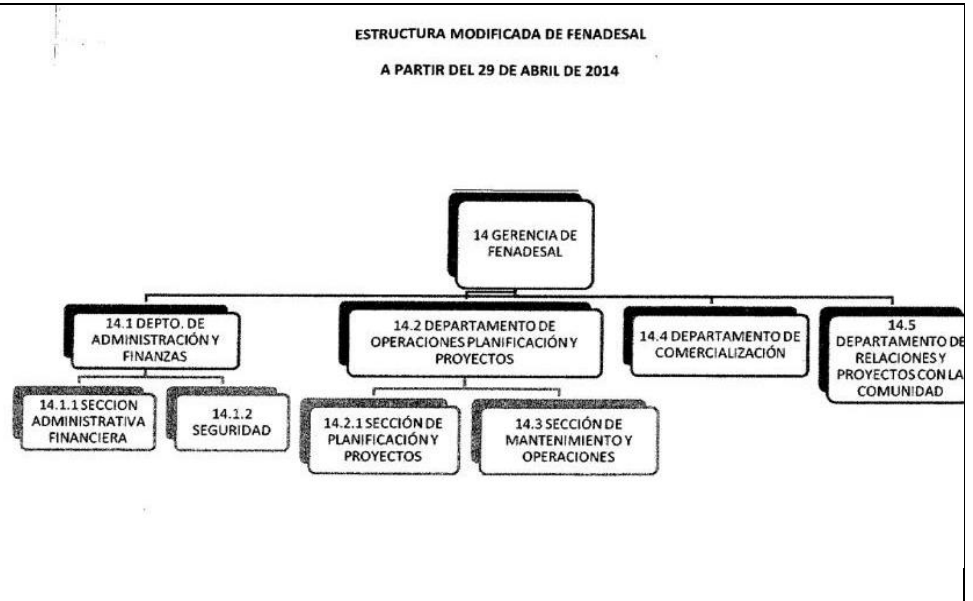 ESTRUCTURA MODIFICADA DE FENADESAL
A PARTIR DEL 29 DE ABRIL DE 2014
14 GERENCIA DE
FENADESAL
14.1 DEPTO. DE
ADMINISTRACIÓN Y
FINANZAS
14.2 DEPARTAMENTO DE
OPERACIONES PLANIFICACIÓN Y
PROYECTOS
14.4 DEPARTAMENTO DE
COMERCIALIZACIÓN
14.5
DEPARTAMENTO DE
RELACIONES Y
PROYECTOS CON LA
COMUNIDAD
14.1.1 SECCION
ADMINISTRATIVA
FINANCIERA
14.1.2
SEGURIDAD
14.2.1 SECCIÓN DE
PLANIFICACIÓN Y
PROYECTOS
14.3 SECCIÓN DE
MANTENIMIENTO Y
OPERACIONES